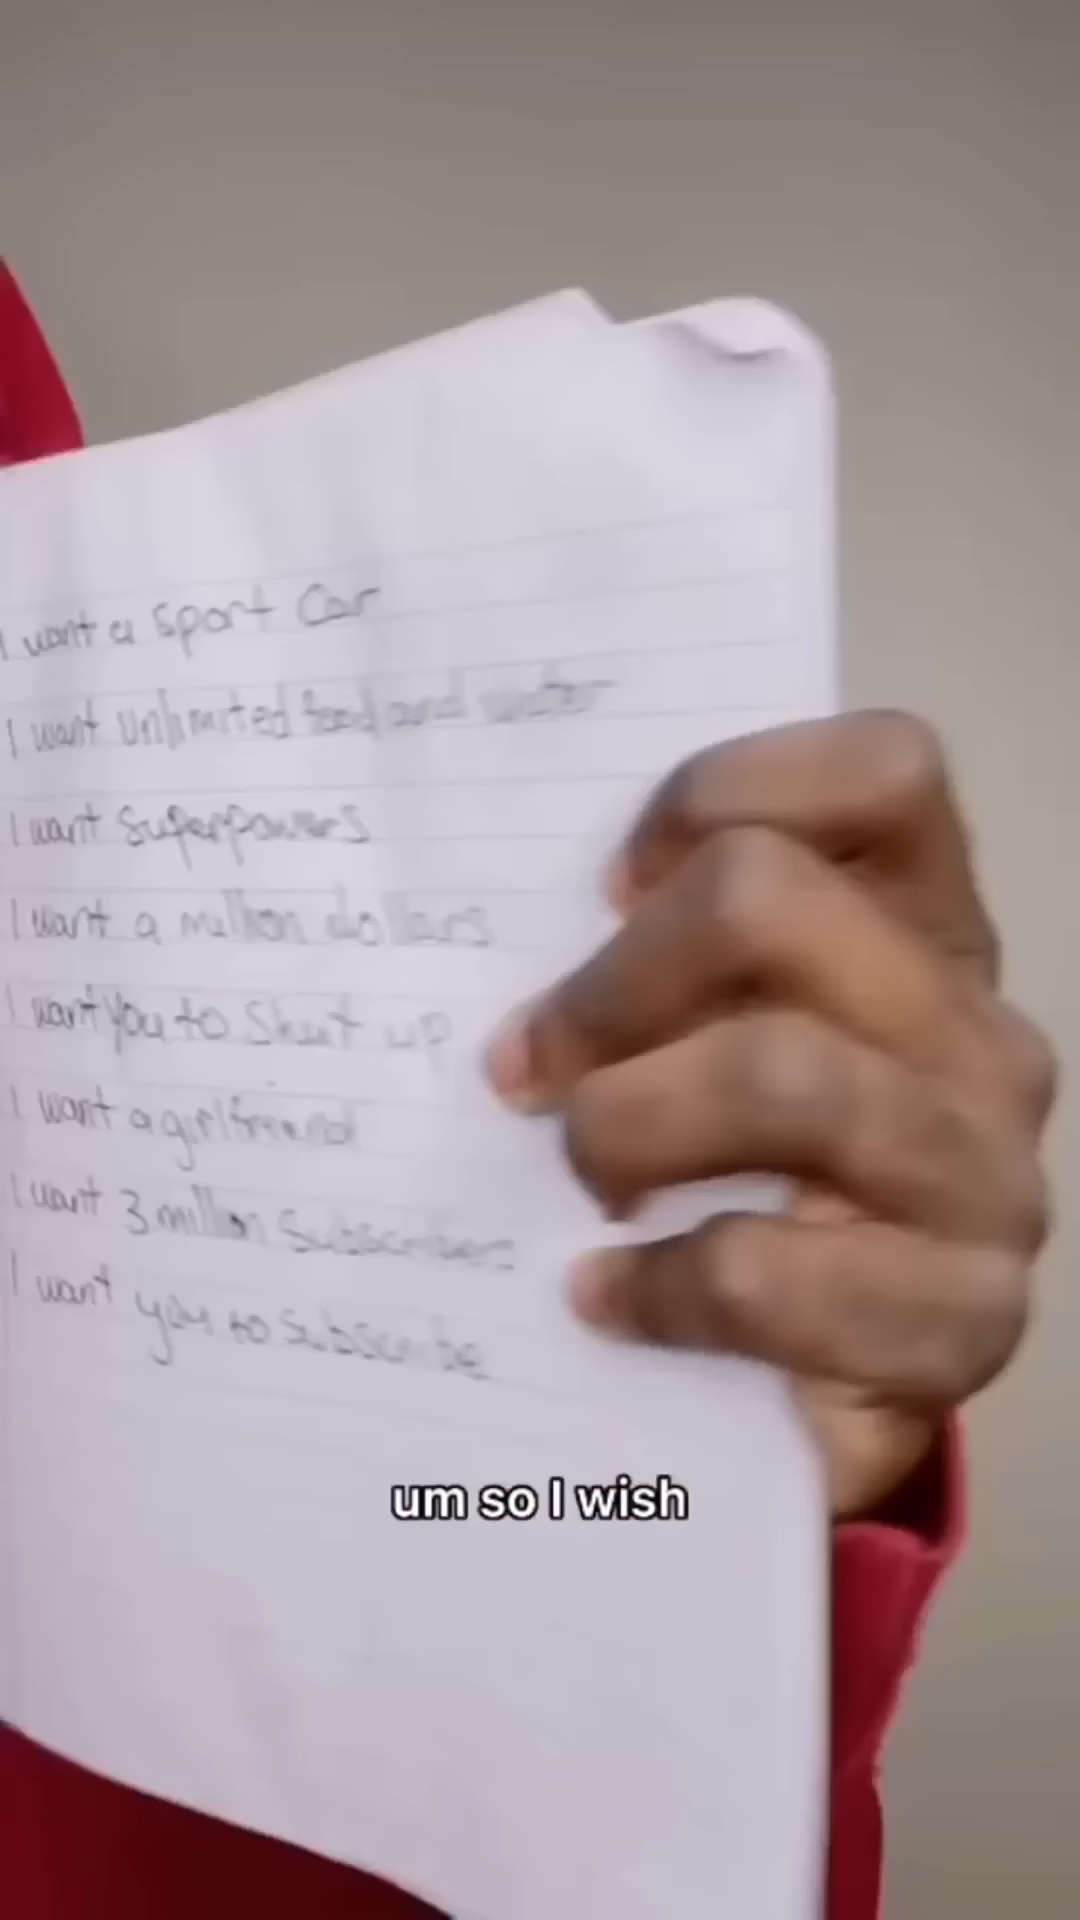 I want a Sport Car
I want unlimited food and water
I want Superpowers
I want a million dollars
I want you to Shut up
I want a girlfriend
I want 3 million Subscribers
I want you to Subscribe
um so I wish